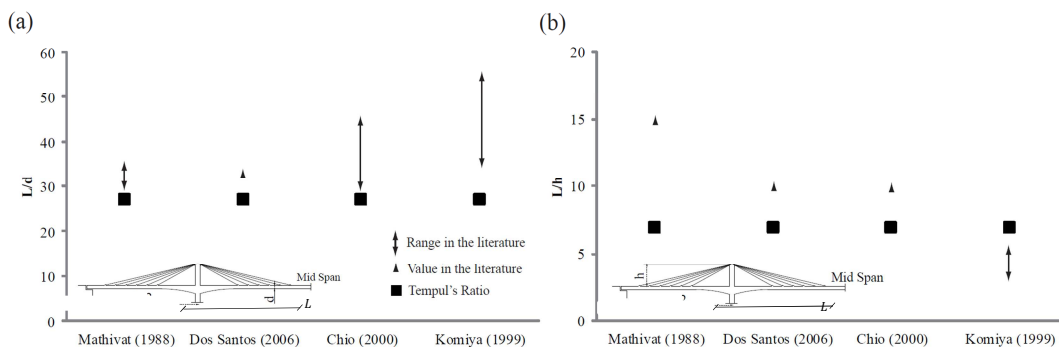 (a)
60
50
40
30
20
10
0
L/d
Range in the literature
Value in the literature
Tempul's Ratio
Mid Span
d
L
Mathivat (1988)
Dos Santos (2006)
Chio (2000)
Komiya (1999)
(b)
20
15
10
5
0
L/h
h
Mid Span
L
Mathivat (1988)
Dos Santos (2006)
Chio (2000)
Komiya (1999)